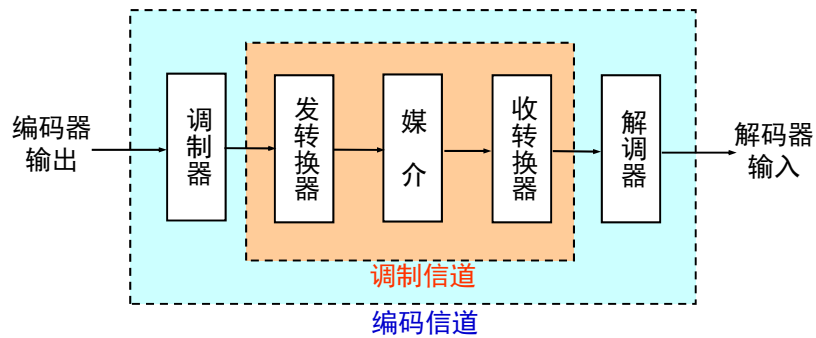 编码器
输出
调制器
发转换器
媒介
收转换器
解调器
解码器
输入
调制信道
编码信道